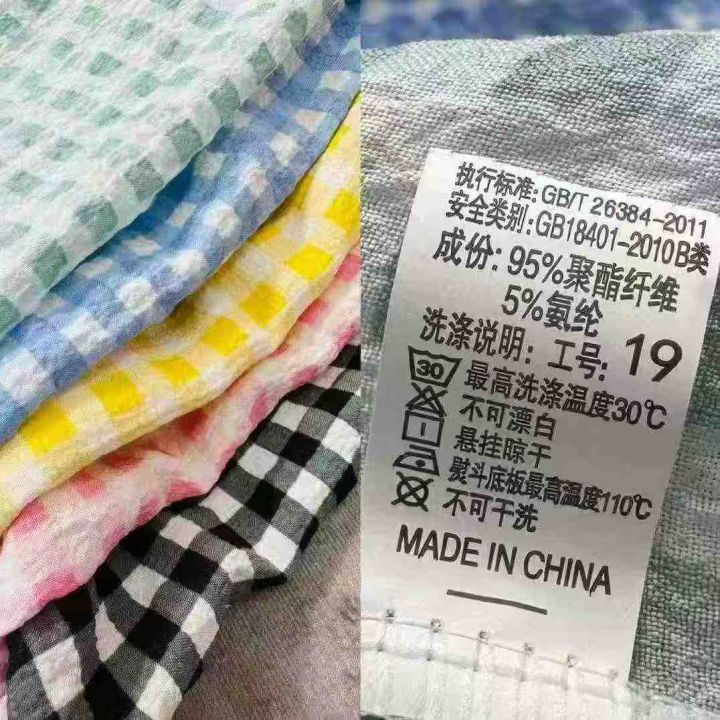 执行标准: GB/T 26384-2011
安全类别: GB18401-2010B类
成份: 95%聚酯纤维
5%氨纶
洗涤说明: 工号: 19
30 最高洗涤温度30℃
不可漂白
悬挂晾干
熨斗底板最高温度110℃
不可干洗
MADE IN CHINA